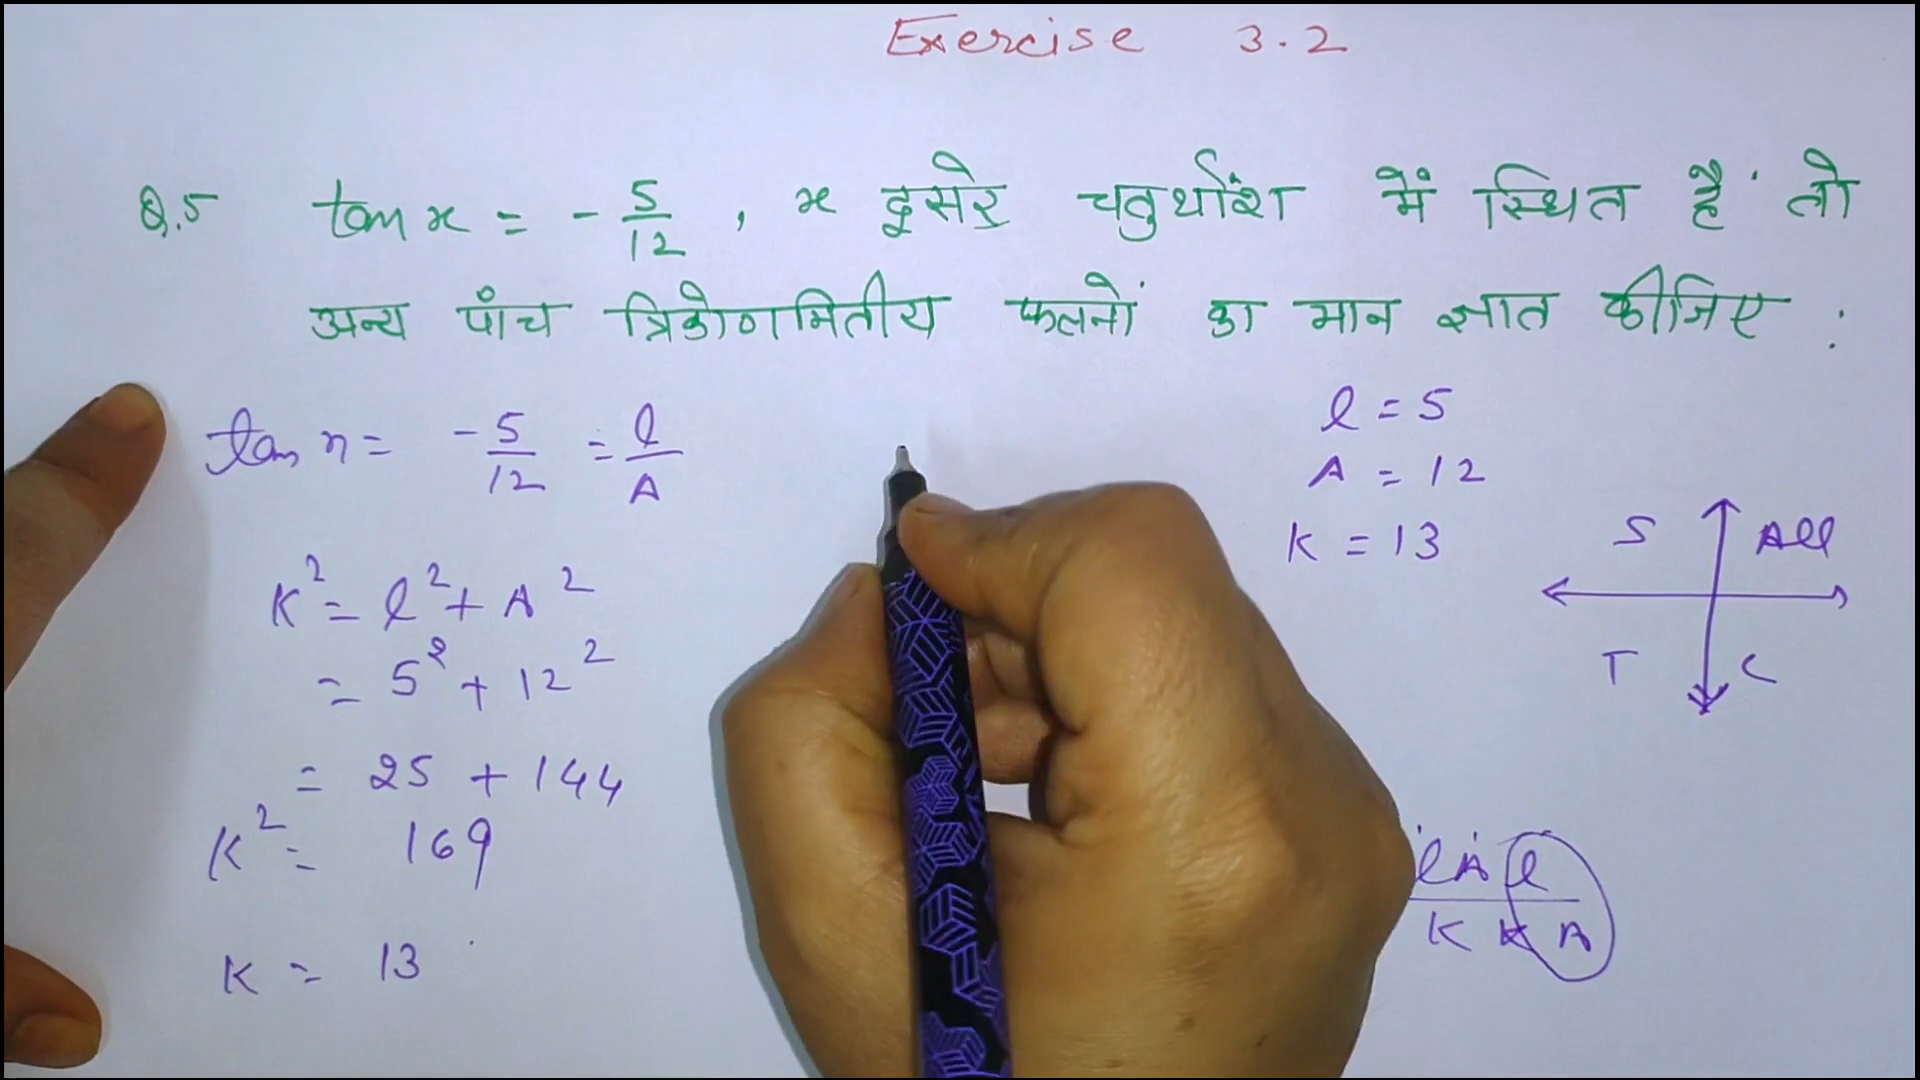 Exercise 3.2
Q.5 tan x = - 5/12 , x दूसरे चतुर्थांश में स्थित है तो
अन्य पांच त्रिकोणमितीय फलनों का मान ज्ञात कीजिए :
tan x = - 5/12 = l/A
K² = l² + A²
= 5² + 12²
= 25 + 144
K² = 169
K = 13
l = 5
A = 12
K = 13
S All
T C
l A l
K K A